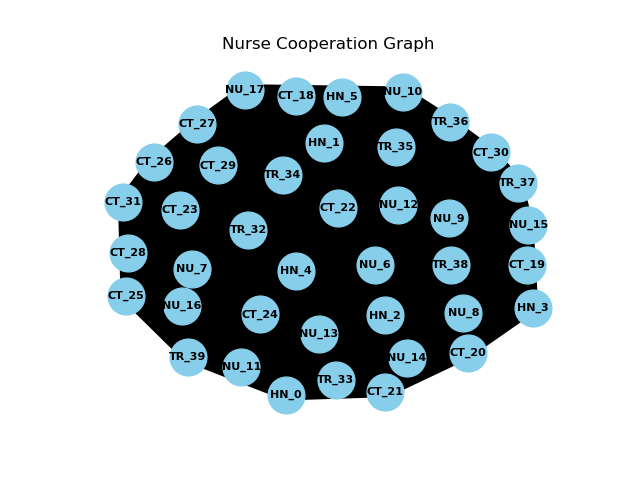 Nurse Cooperation Graph
NU_17
CT_18
HN_5
NU_10
CT_27
TR_36
HN_1
TR_35
CT_30
CT_26
CT_29
TR_34
TR_37
CT_31
CT_23
CT_22
NU_12
NU_9
NU_15
TR_32
CT_28
NU_7
HN_4
NU_6
TR_38
CT_19
CT_25
NU_16
CT_24
HN_2
NU_8
HN_3
NU_13
TR_39
NU_11
NU_14
CT_20
HN_0
TR_33
CT_21